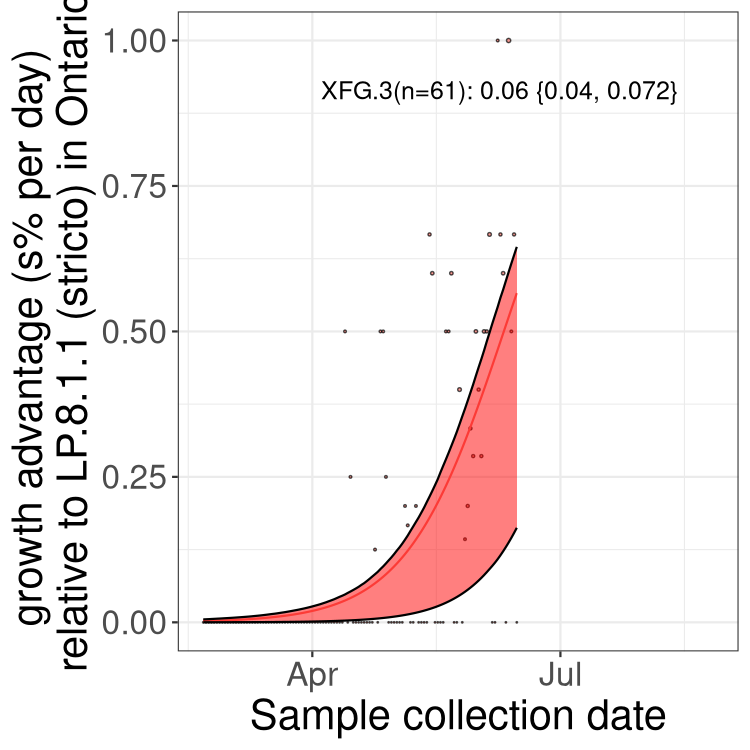 growth advantage (s% per day)
relative to LP.8.1.1 (stricto) in Ontario
1.00
0.75
0.50
0.25
0.00
XFG.3(n=61): 0.06 {0.04, 0.072}
Apr
Jul
Sample collection date